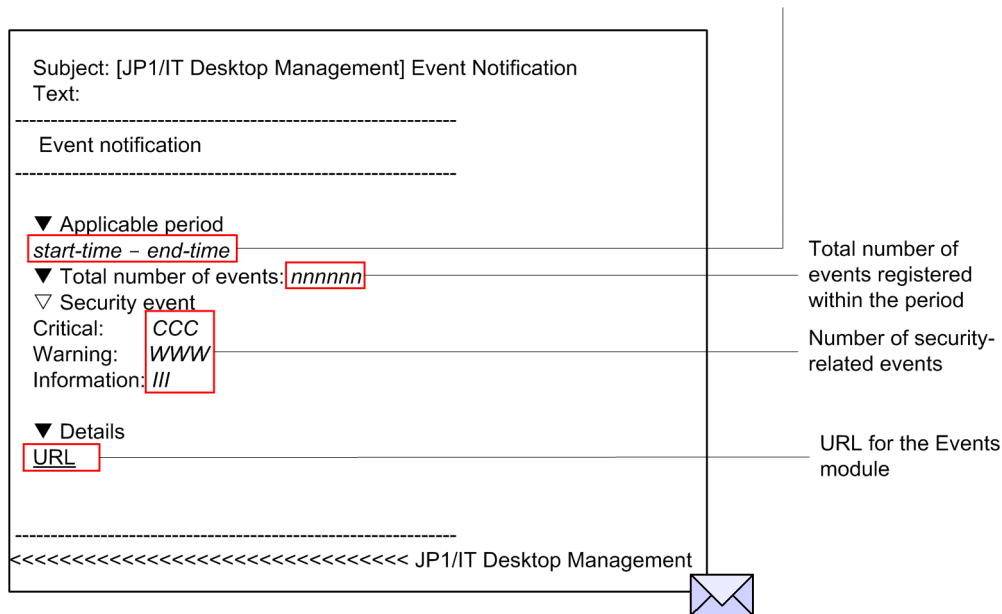 Subject: [JP1/IT Desktop Management] Event Notification
Text:
--------------------------------------------------------------
Event notification
--------------------------------------------------------------
▼ Applicable period
start-time – end-time
▼ Total number of events: nnnnnn
▽ Security event
Critical: CCC
Warning: WWW
Information: III
▼ Details
URL
--------------------------------------------------------------
<<<<<<<<<<<<<<<<<<<<<<<<<<<<<<<< JP1/IT Desktop Management
Total number of
events registered
within the period
Number of security-
related events
URL for the Events
module